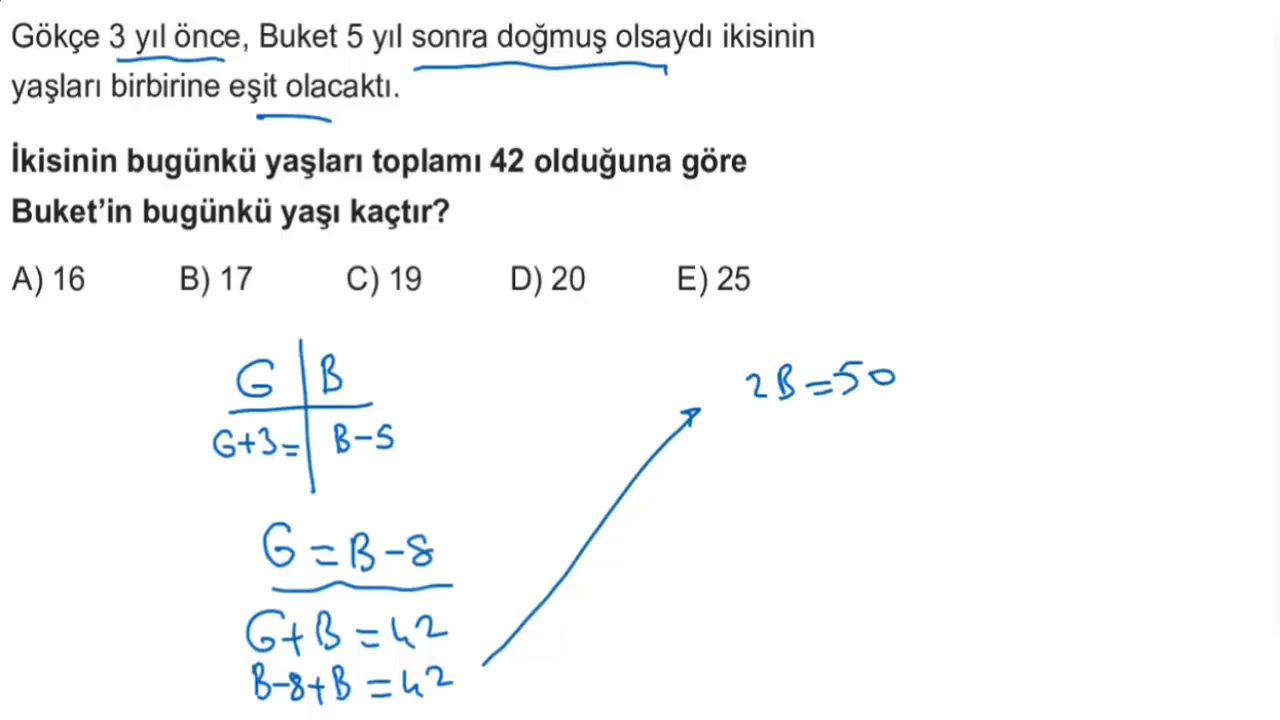 Gökçe 3 yıl önce, Buket 5 yıl sonra doğmuş olsaydı ikisinin
yaşları birbirine eşit olacaktı.
İkisinin bugünkü yaşları toplamı 42 olduğuna göre
Buket'in bugünkü yaşı kaçtır?
A) 16 B) 17 C) 19 D) 20 E) 25
G B
G+3= B-5
G=B-8
G+B=42
B-8+B=42
2B=50